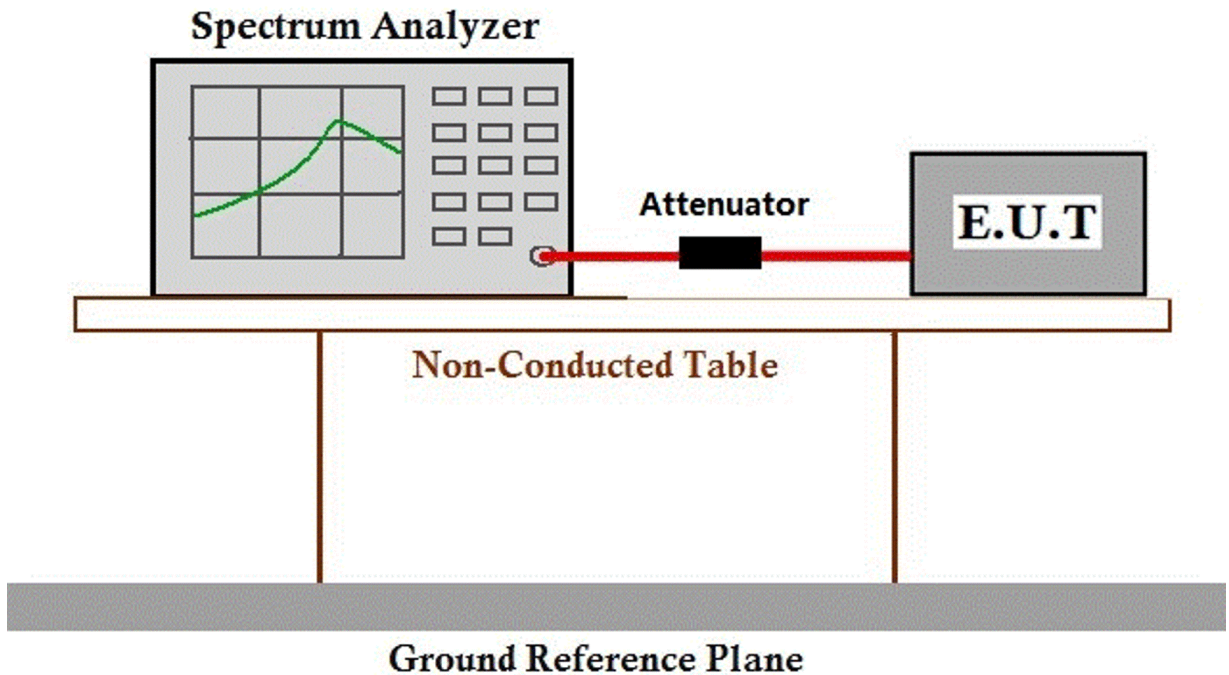 Spectrum Analyzer
Attenuator
E.U.T
Non-Conducted Table
Ground Reference Plane